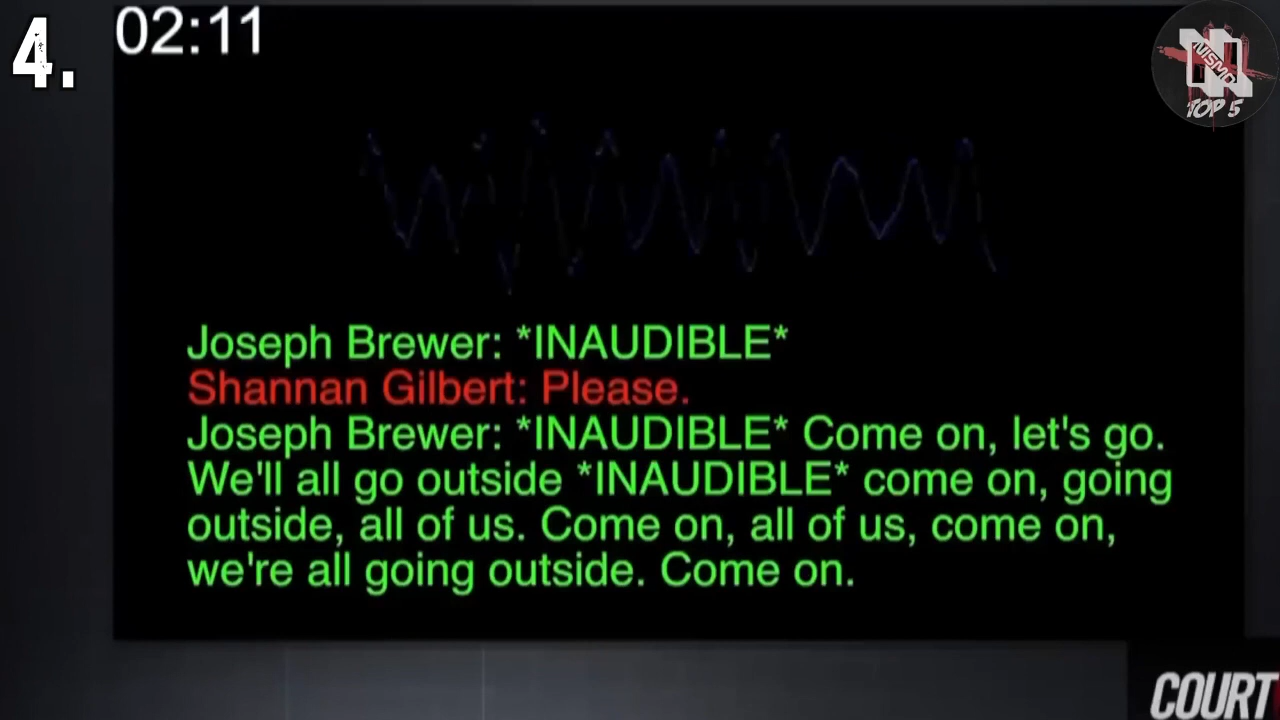 4.
02:11
NISMO
TOP 5
Joseph Brewer: *INAUDIBLE*
Shannan Gilbert: Please.
Joseph Brewer: *INAUDIBLE* Come on, let's go.
We'll all go outside *INAUDIBLE* come on, going
outside, all of us. Come on, all of us, come on,
we're all going outside. Come on.
COURT